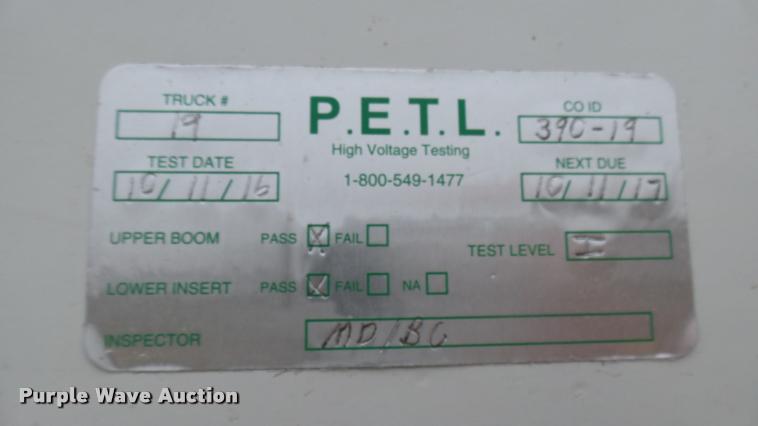 TRUCK # P.E.T.L. CO ID
19 390-19
High Voltage Testing
TEST DATE NEXT DUE
10/11/16 1-800-549-1477 10/11/17
UPPER BOOM PASS X FAIL TEST LEVEL I
LOWER INSERT PASS X FAIL NA
INSPECTOR MD/BC
Purple Wave Auction